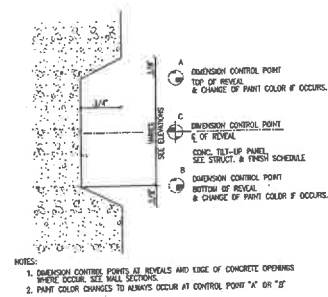 A
DIMENSION CONTROL POINT
TOP OF REVEAL
& CHANGE OF PAINT COLOR IF OCCURS.
3/4"
VARIES
SEE ELEVATIONS
C
DIMENSION CONTROL POINT
℄ OF REVEAL
CONC. TILT-UP PANEL,
SEE STRUCT. & FINISH SCHEDULE
B
DIMENSION CONTROL POINT
BOTTOM OF REVEAL
& CHANGE OF PAINT COLOR IF OCCURS.
NOTES:
1. DIMENSION CONTROL POINTS AT REVEALS AND EDGE OF CONCRETE OPENINGS
WHERE OCCUR. SEE WALL SECTIONS.
2. PAINT COLOR CHANGES TO ALWAYS OCCUR AT CONTROL POINT "A" OR "B"